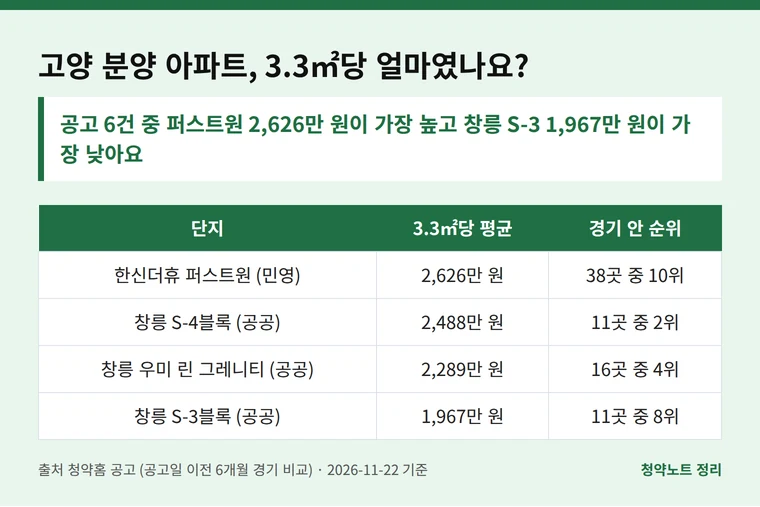 고양 분양 아파트, 3.3㎡당 얼마였나요?
공고 6건 중 퍼스트원 2,626만 원이 가장 높고 창릉 S-3 1,967만 원이 가
장 낮아요
단지 3.3㎡당 평균 경기 안 순위
한신더휴 퍼스트원 (민영) 2,626만 원 38곳 중 10위
창릉 S-4블록 (공공) 2,488만 원 11곳 중 2위
창릉 우미 린 그레니티 (공공) 2,289만 원 16곳 중 4위
창릉 S-3블록 (공공) 1,967만 원 11곳 중 8위
출처 청약홈 공고 (공고일 이전 6개월 경기 비교) · 2026-11-22 기준 청약노트 정리